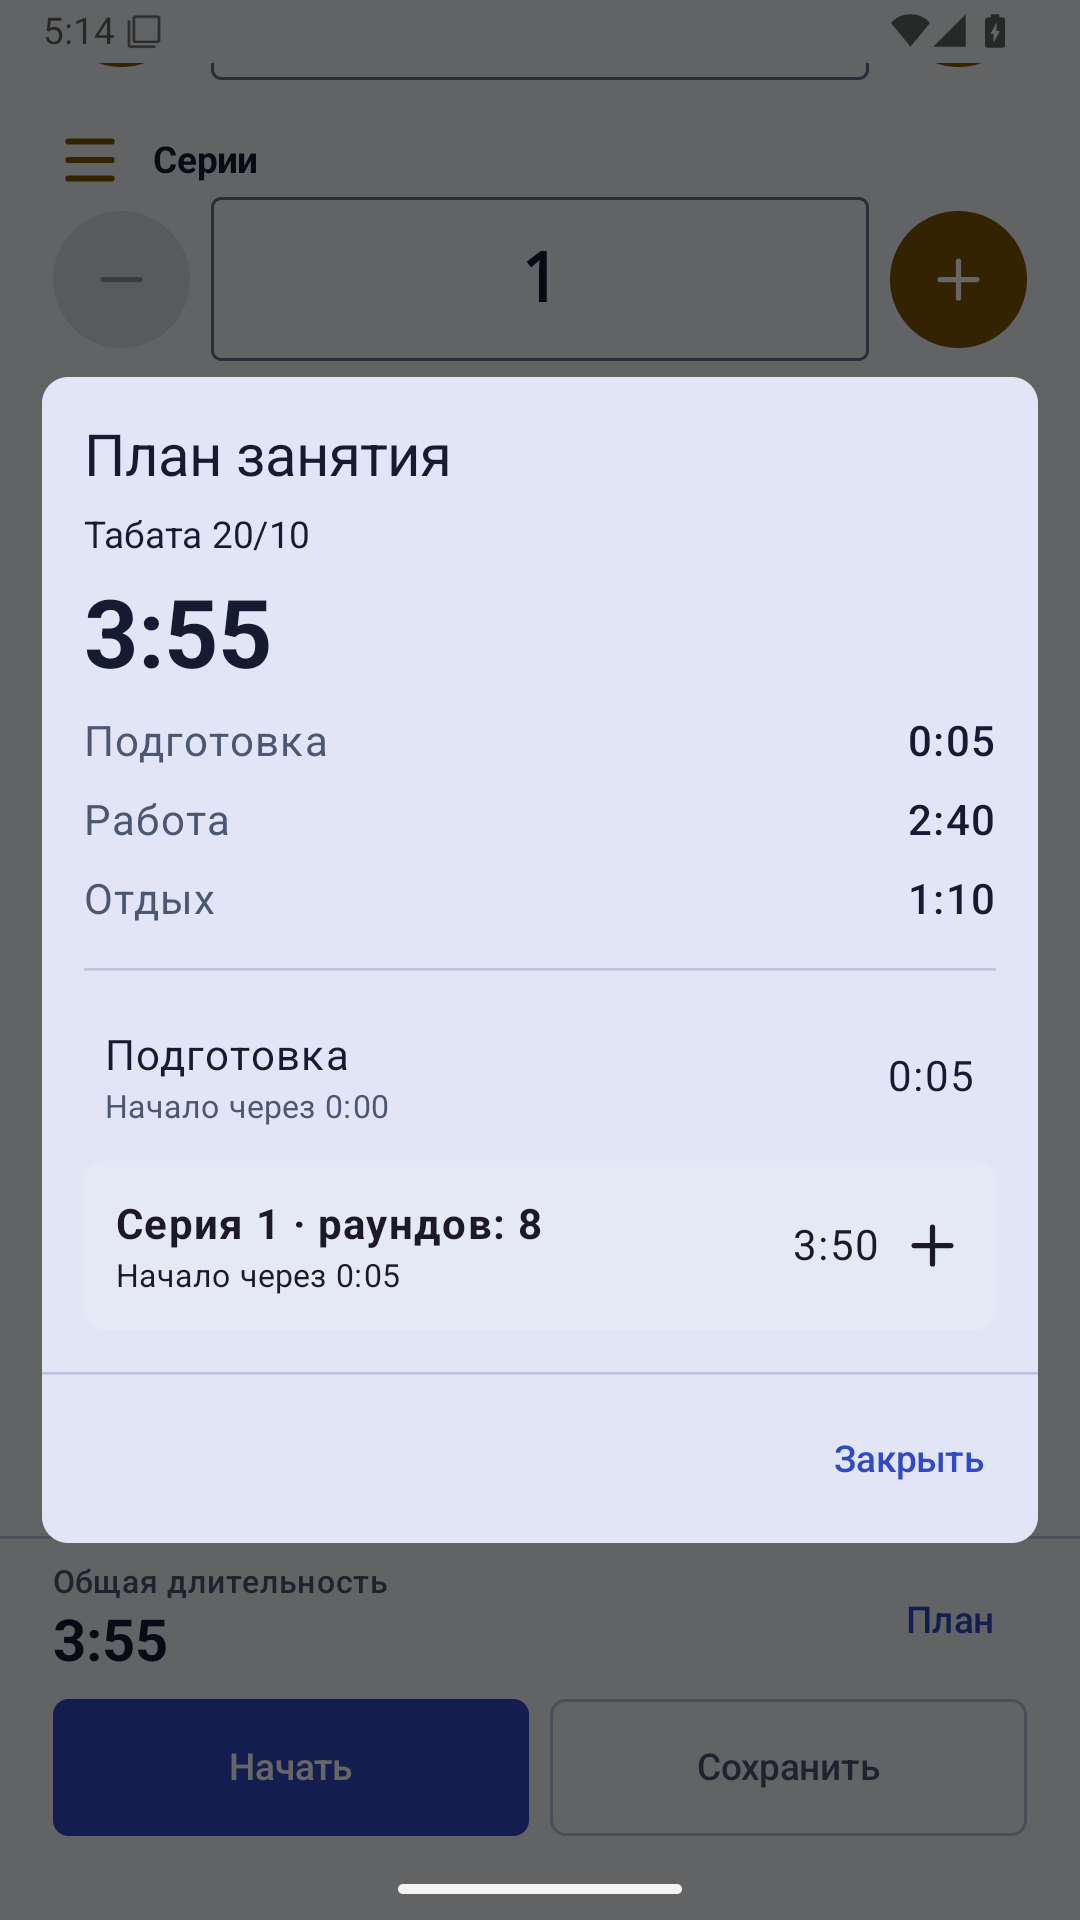 5:14
Серии
1
План занятия
Табата 20/10
3:55
Подготовка 0:05
Работа 2:40
Отдых 1:10
Подготовка
Начало через 0:00
0:05
Серия 1 · раундов: 8
Начало через 0:05
3:50
Закрыть
Общая длительность
3:55
План
Начать
Сохранить